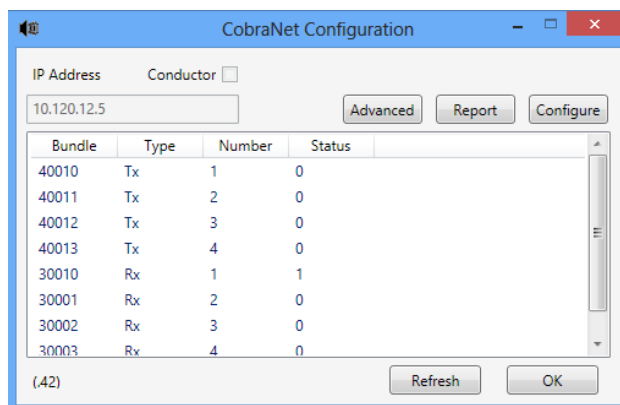 CobraNet Configuration
IP Address Conductor
10.120.12.5 Advanced Report Configure
Bundle Type Number Status
40010 Tx 1 0
40011 Tx 2 0
40012 Tx 3 0
40013 Tx 4 0
30010 Rx 1 1
30001 Rx 2 0
30002 Rx 3 0
30003 Rx 4 0
(.42) Refresh OK